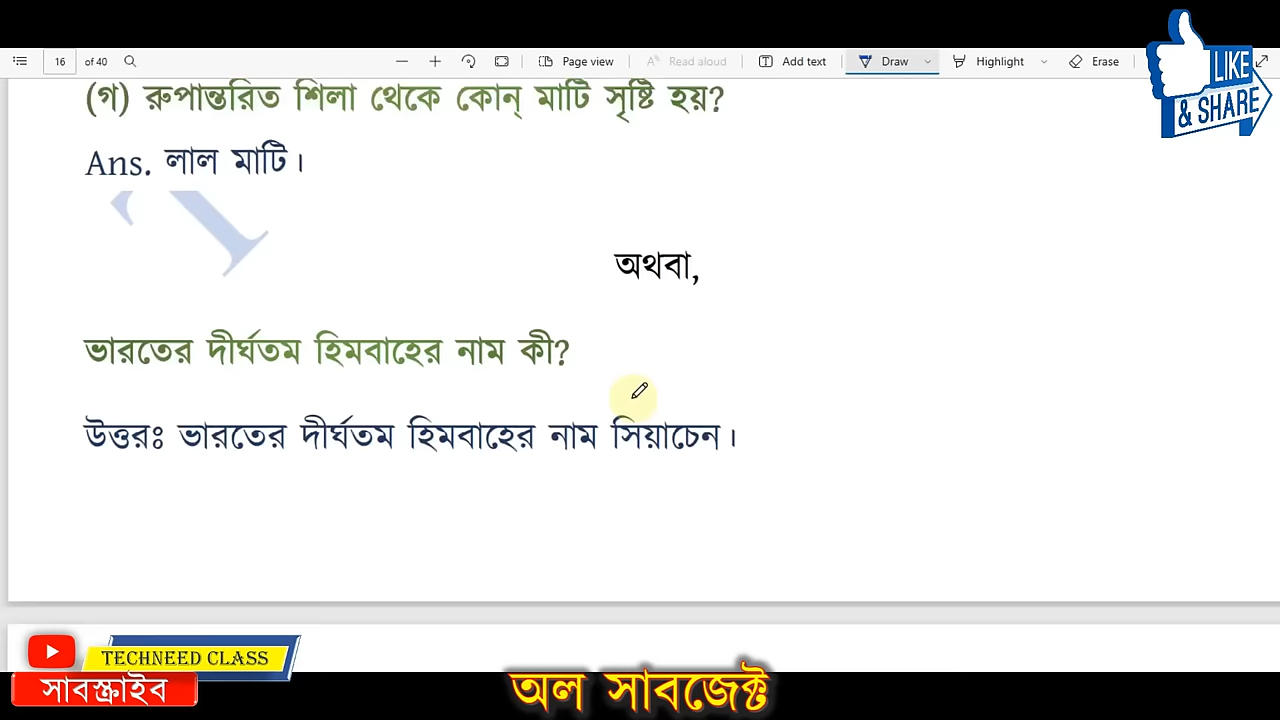 16 of 40 Page view Read aloud Add text Draw Highlight Erase
LIKE
& SHARE
(গ) রুপান্তরিত শিলা থেকে কোন্ মাটি সৃষ্টি হয়?
Ans. লাল মাটি।
অথবা,
ভারতের দীর্ঘতম হিমবাহের নাম কী?
উত্তরঃ ভারতের দীর্ঘতম হিমবাহের নাম সিয়াচেন।
TECHNEED CLASS
সাবস্ক্রাইব
অল সাবজেক্ট